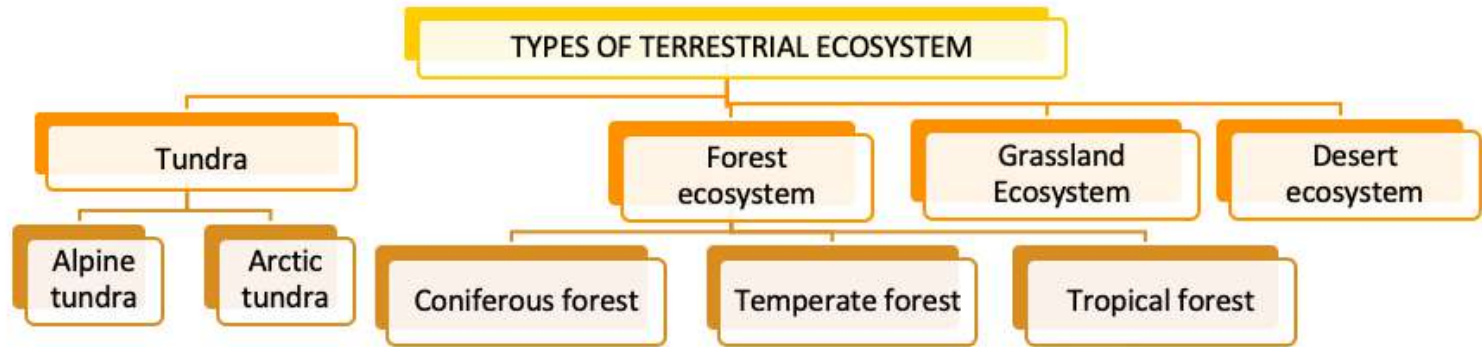 TYPES OF TERRESTRIAL ECOSYSTEM
Tundra
Forest
ecosystem
Grassland
Ecosystem
Desert
ecosystem
Alpine
tundra
Arctic
tundra
Coniferous forest
Temperate forest
Tropical forest